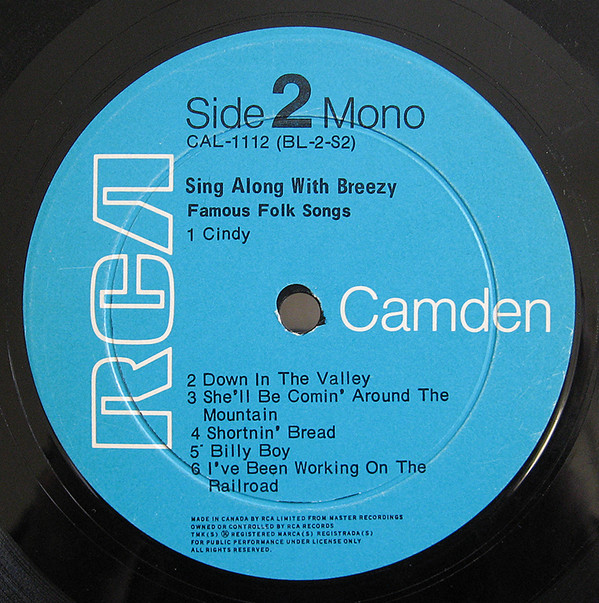 Side 2 Mono
CAL-1112 (BL-2-S2)
Sing Along With Breezy
Famous Folk Songs
1 Cindy
RCA
Camden
2 Down In The Valley
3 She'll Be Comin' Around The
Mountain
4 Shortnin' Bread
5 Billy Boy
6 I've Been Working On The
Railroad
MADE IN CANADA BY RCA LIMITED FROM MASTER RECORDINGS
OWNED OR CONTROLLED BY RCA RECORDS
TMK(S) ® REGISTERED MARCA(S) REGISTRADA(S)
FOR PUBLIC PERFORMANCE UNDER LICENSE ONLY
ALL RIGHTS RESERVED.